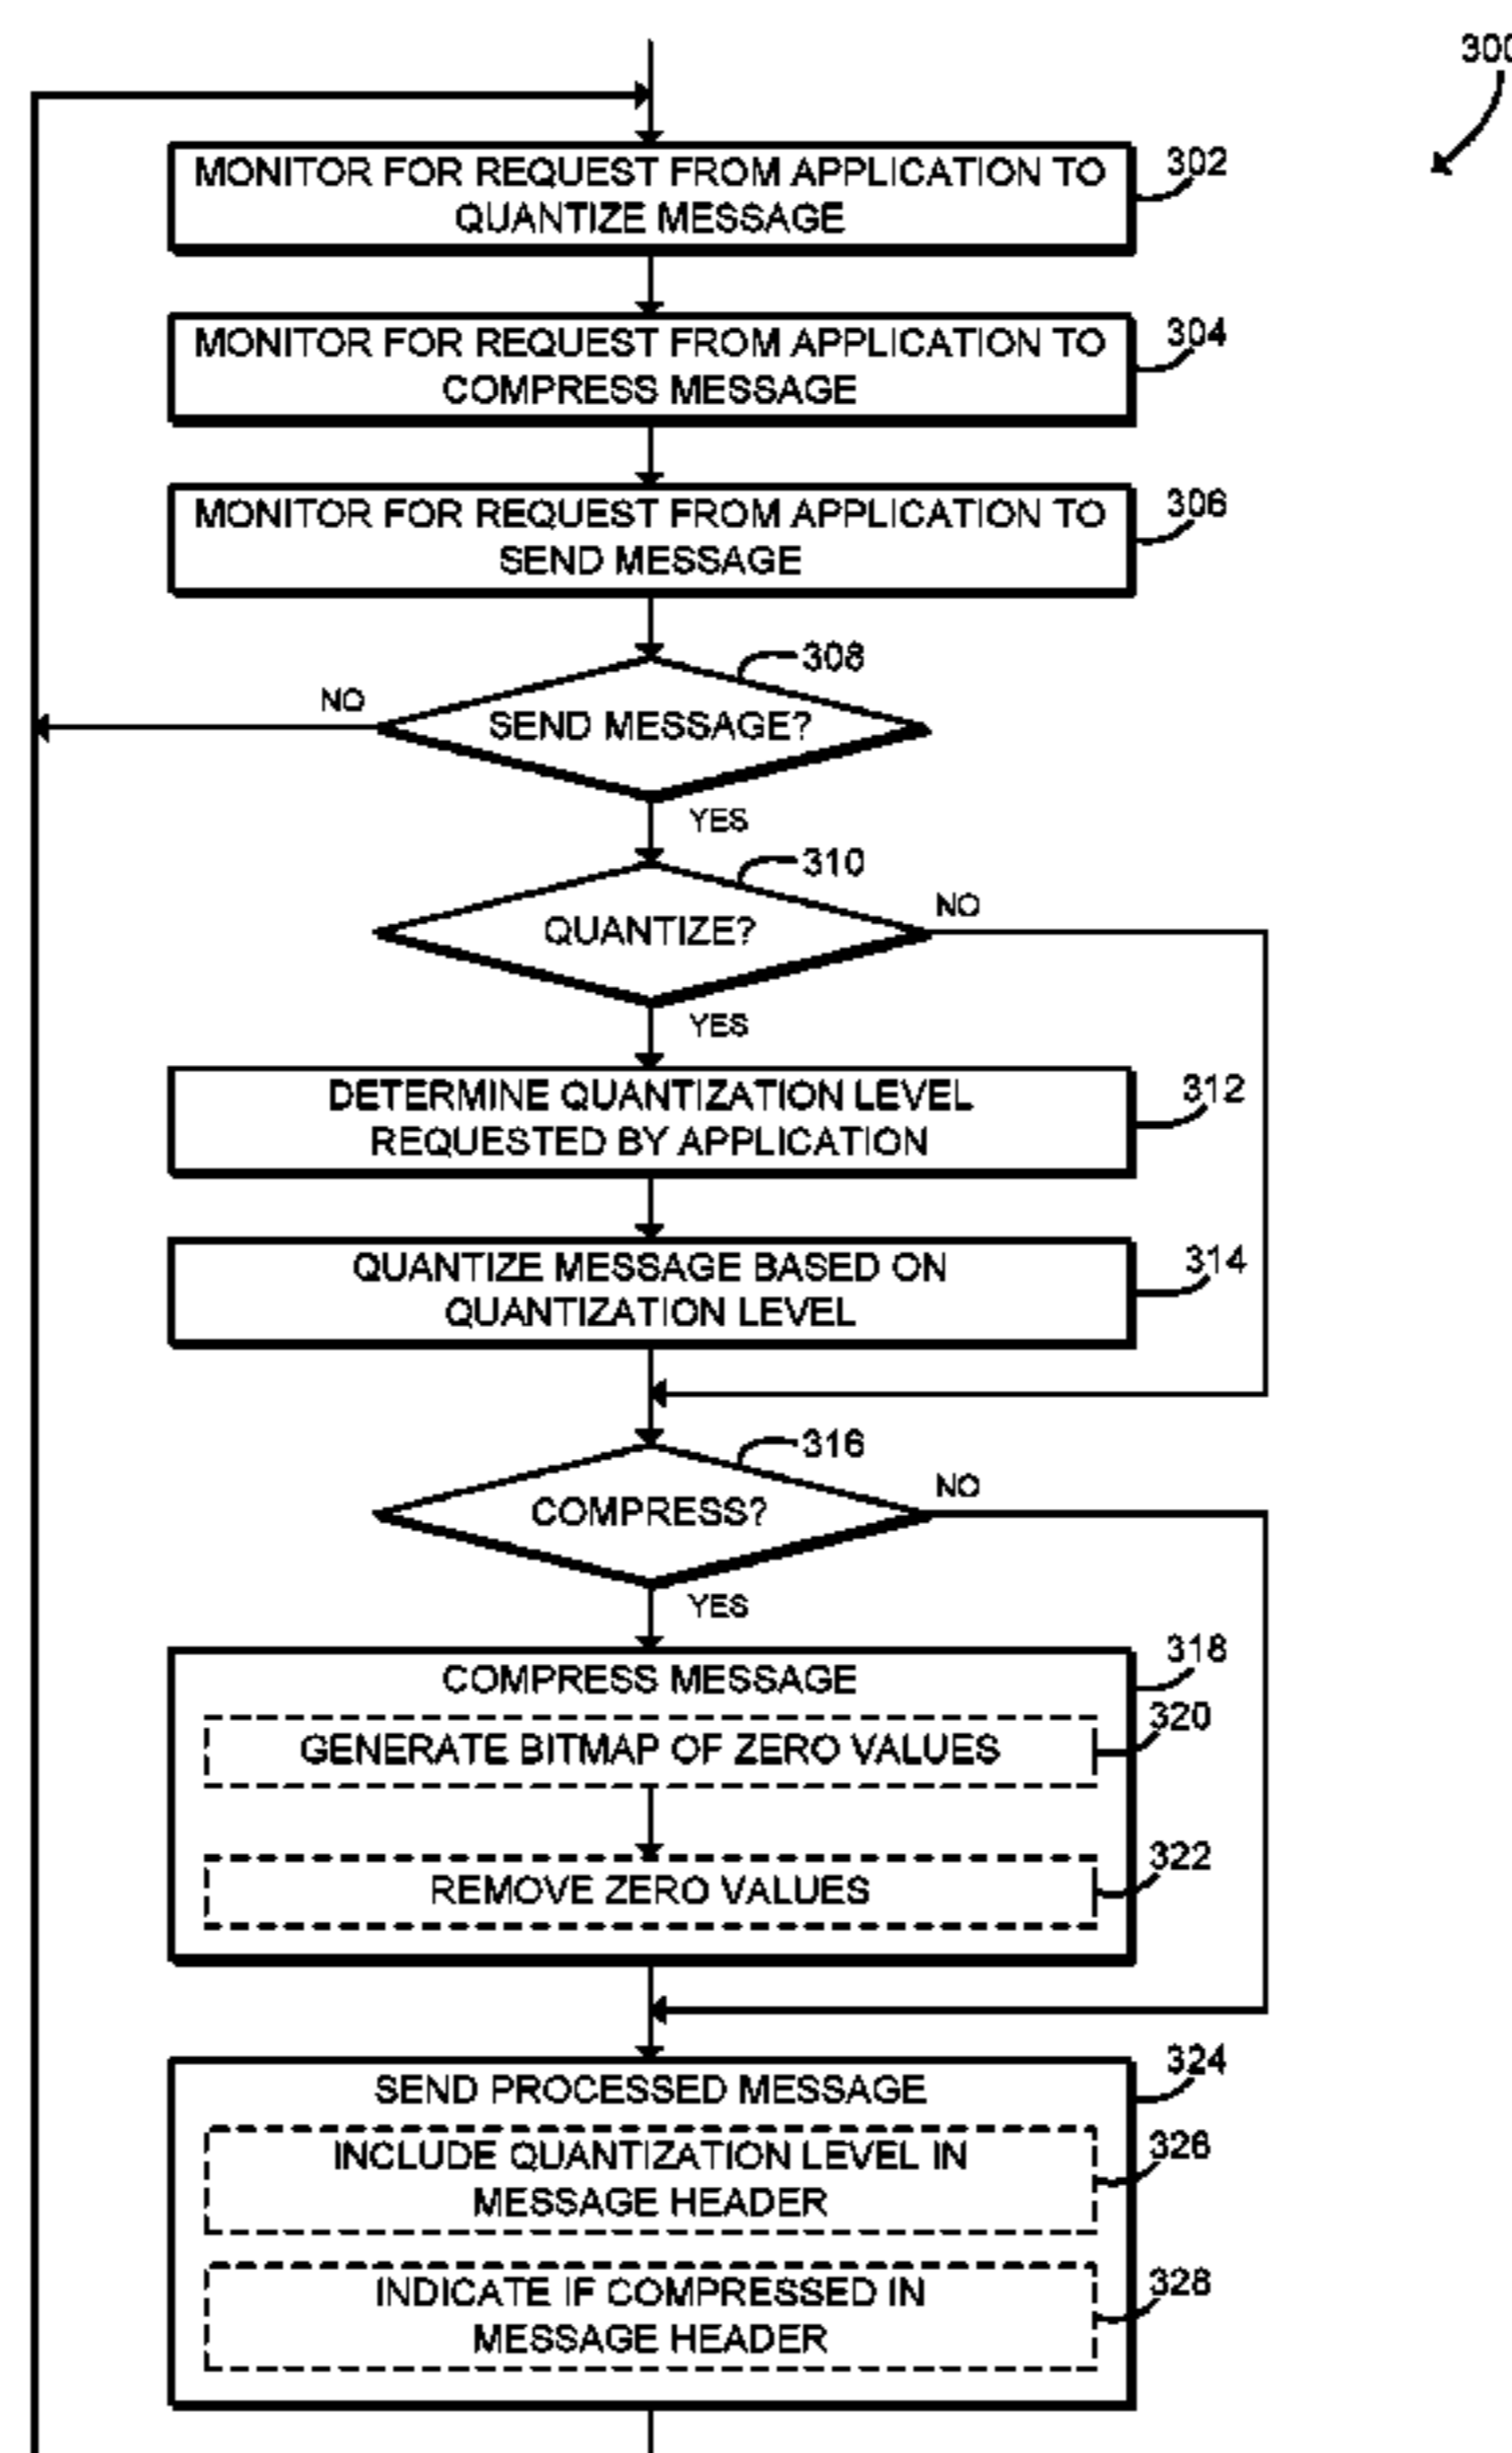 300
MONITOR FOR REQUEST FROM APPLICATION TO
QUANTIZE MESSAGE
302
MONITOR FOR REQUEST FROM APPLICATION TO
COMPRESS MESSAGE
304
MONITOR FOR REQUEST FROM APPLICATION TO
SEND MESSAGE
306
308
NO
SEND MESSAGE?
YES
310
NO
QUANTIZE?
YES
DETERMINE QUANTIZATION LEVEL
REQUESTED BY APPLICATION
312
QUANTIZE MESSAGE BASED ON
QUANTIZATION LEVEL
314
316
NO
COMPRESS?
YES
318
COMPRESS MESSAGE
320
GENERATE BITMAP OF ZERO VALUES
322
REMOVE ZERO VALUES
324
SEND PROCESSED MESSAGE
326
INCLUDE QUANTIZATION LEVEL IN
MESSAGE HEADER
328
INDICATE IF COMPRESSED IN
MESSAGE HEADER